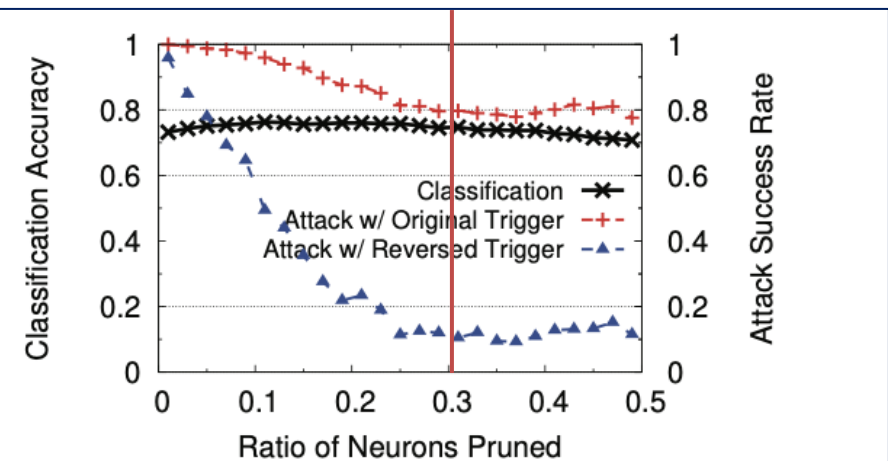 Classification Accuracy
1
0.8
0.6
0.4
0.2
0
Classification
Attack w/ Original Trigger
Attack w/ Reversed Trigger
1
0.8
0.6
0.4
0.2
0
Attack Success Rate
0 0.1 0.2 0.3 0.4 0.5
Ratio of Neurons Pruned